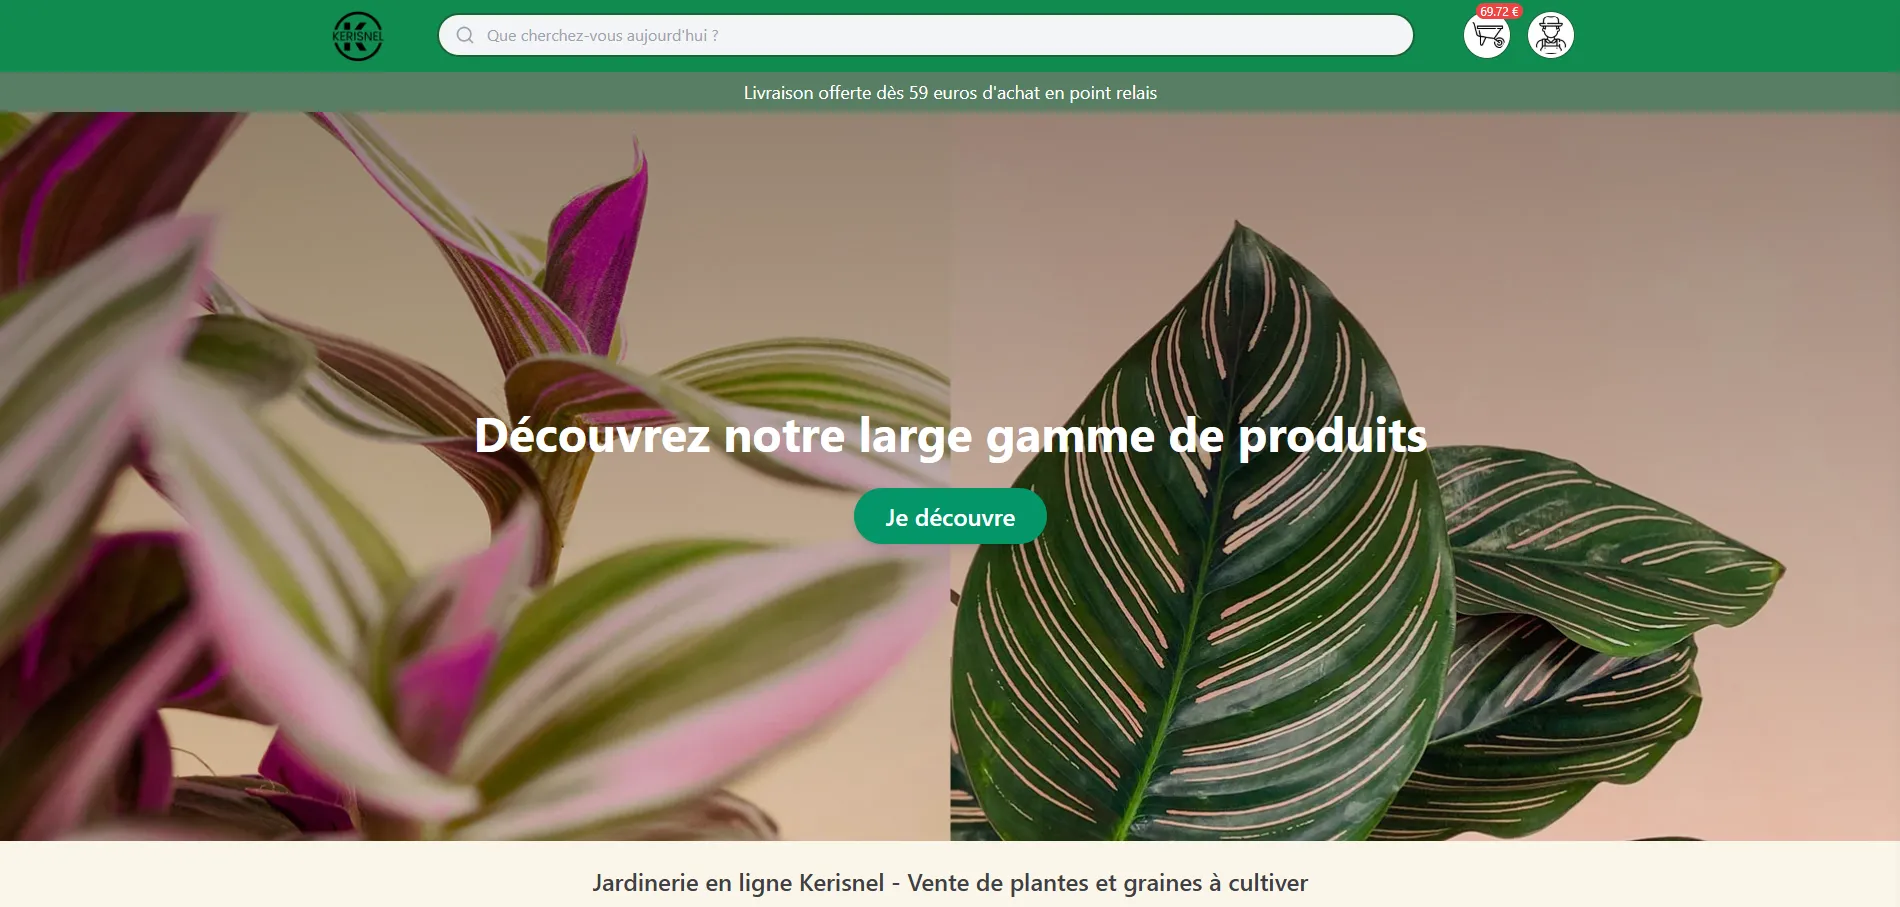 KERISNEL
Que cherchez-vous aujourd'hui ?
69.72 €
Livraison offerte dès 59 euros d'achat en point relais
Découvrez notre large gamme de produits
Je découvre
Jardinerie en ligne Kerisnel - Vente de plantes et graines à cultiver